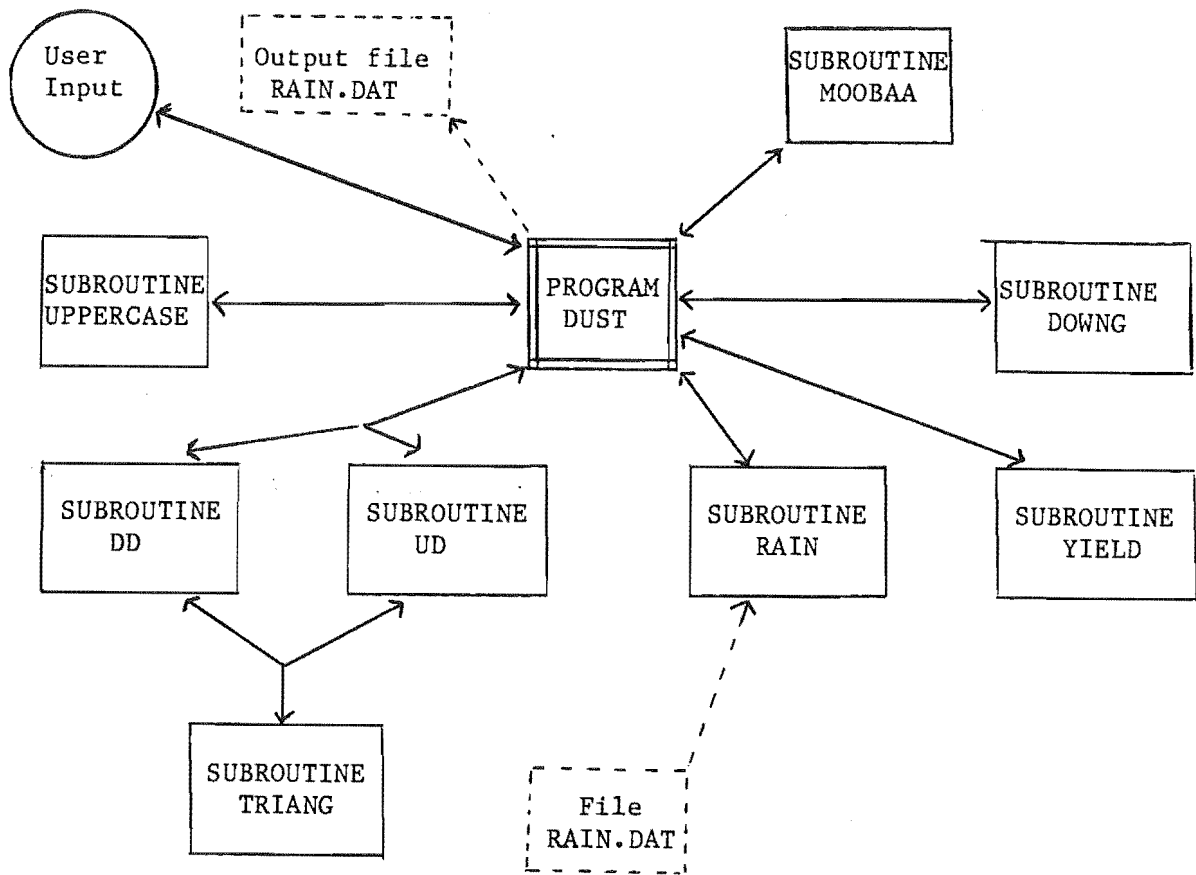 User
Input
Output file
RAIN.DAT
SUBROUTINE
MOOBAA
SUBROUTINE
UPPERCASE
PROGRAM
DUST
SUBROUTINE
DOWNG
SUBROUTINE
DD
SUBROUTINE
UD
SUBROUTINE
RAIN
SUBROUTINE
YIELD
SUBROUTINE
TRIANG
File
RAIN.DAT